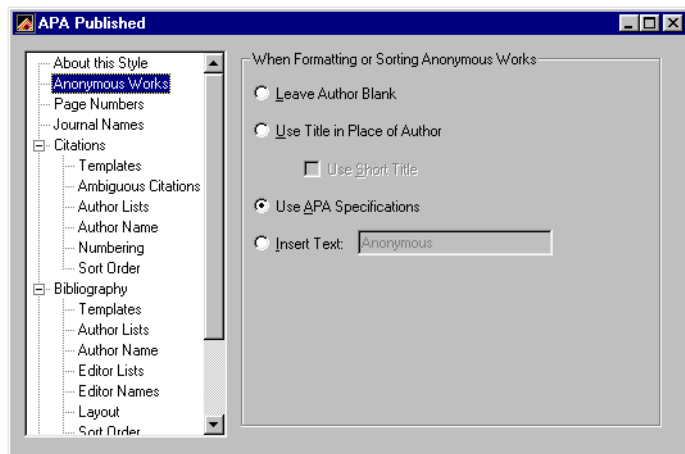 APA Published
About this Style
Anonymous Works
Page Numbers
Journal Names
Citations
Templates
Ambiguous Citations
Author Lists
Author Name
Numbering
Sort Order
Bibliography
Templates
Author Lists
Author Name
Editor Lists
Editor Names
Layout
Sort Order
When Formatting or Sorting Anonymous Works
Leave Author Blank
Use Title in Place of Author
Use Short Title
Use APA Specifications
Insert Text: Anonymous